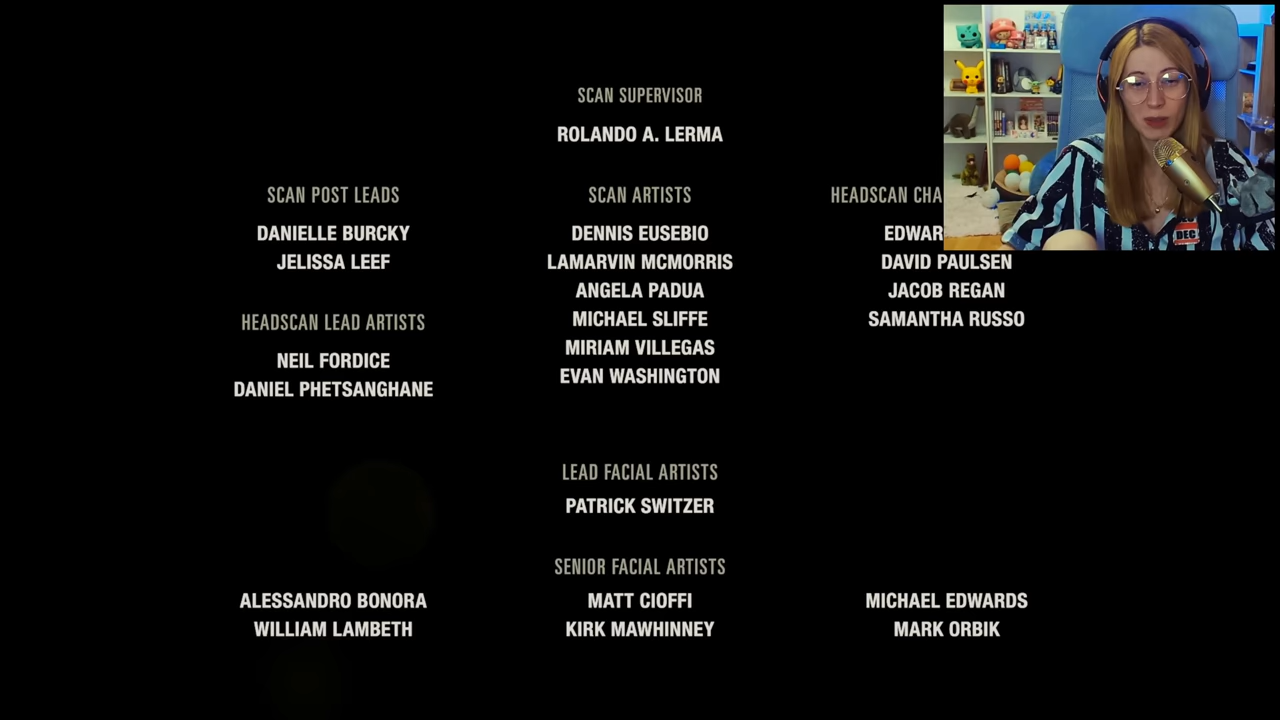 SCAN SUPERVISOR
ROLANDO A. LERMA
SCAN POST LEADS
DANIELLE BURCKY
JELISSA LEEF
HEADSCAN LEAD ARTISTS
NEIL FORDICE
DANIEL PHETSANGHANE
SCAN ARTISTS
DENNIS EUSEBIO
LAMARVIN MCMORRIS
ANGELA PADUA
MICHAEL SLIFFE
MIRIAM VILLEGAS
EVAN WASHINGTON
HEADSCAN
DAVID PAULSEN
JACOB REGAN
SAMANTHA RUSSO
LEAD FACIAL ARTISTS
PATRICK SWITZER
SENIOR FACIAL ARTISTS
ALESSANDRO BONORA
WILLIAM LAMBETH
MATT CIOFFI
KIRK MAWHINNEY
MICHAEL EDWARDS
MARK ORBIK
DEC